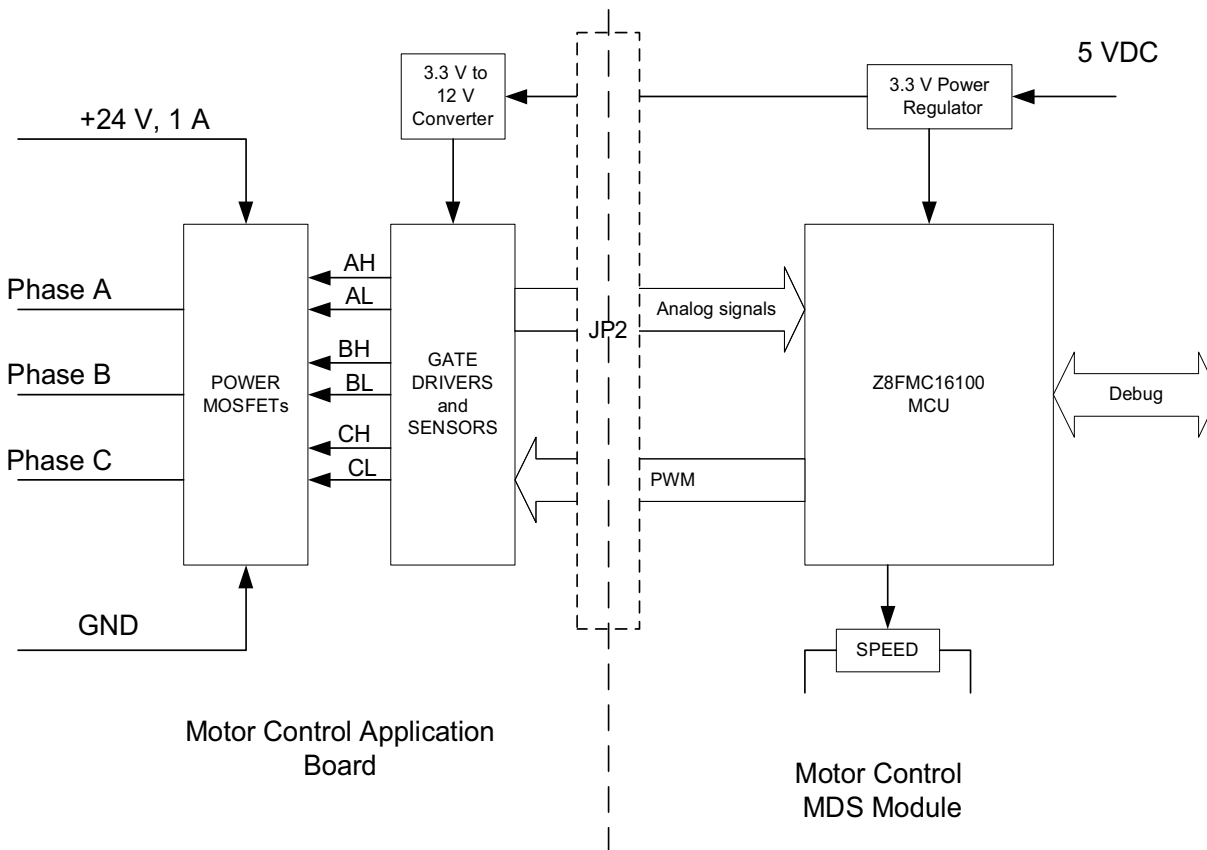 5 VDC
3.3 V to
12 V
Converter
3.3 V Power
Regulator
+24 V, 1 A
AH
Phase A
AL
Analog signals
JP2
BH
Phase B
BL
POWER
MOSFETs
GATE
DRIVERS
and
SENSORS
Z8FMC16100
MCU
Debug
CH
Phase C
CL
PWM
GND
SPEED
Motor Control Application
Board
Motor Control
MDS Module